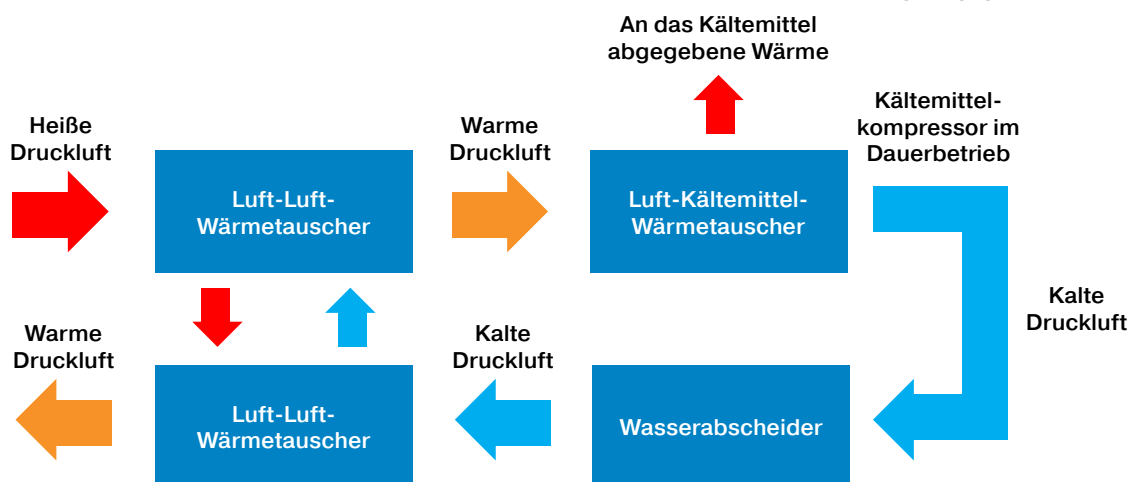 An das Kältemittel
abgegebene Wärme
Heiße
Druckluft
Luft-Luft-
Wärmetauscher
Warme
Druckluft
Luft-Kältemittel-
Wärmetauscher
Kältemittel-
kompressor im
Dauerbetrieb
Kalte
Druckluft
Warme
Druckluft
Luft-Luft-
Wärmetauscher
Kalte
Druckluft
Wasserabscheider